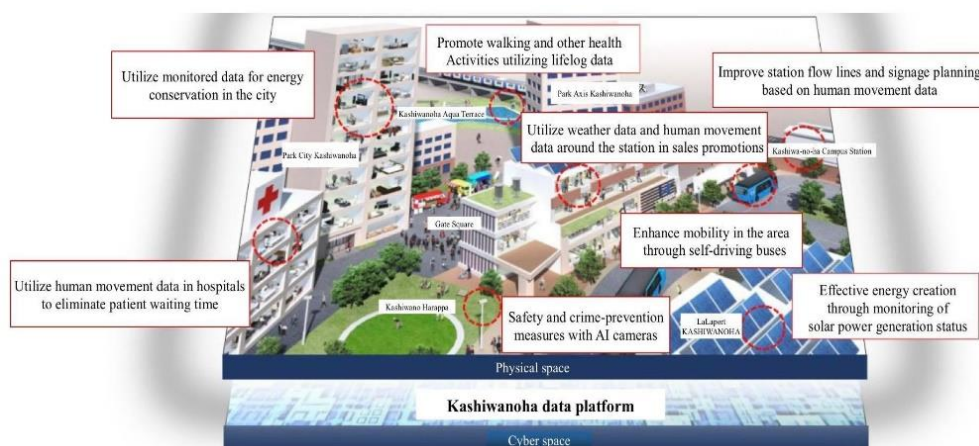 Promote walking and other health
Activities utilizing lifelog data
Utilize monitored data for energy
conservation in the city
Improve station flow lines and signage planning
based on human movement data
Park Axis Kashiwanoha
ス
Kashiwanoha Aqua Terrace
Utilize weather data and human movement
data around the station in sales promotions
Kashiwa-no-ha Campus Station
Park City Kashiwanoha
Gate Square
Enhance mobility in the area
through self-driving buses
Utilize human movement data in hospitals
to eliminate patient waiting time
Kashiwano Harappa
Safety and crime-prevention
measures with AI cameras
LaLaperi
KASHIWANOHA
Effective energy creation
through monitoring of
solar power generation status
Physical space
Kashiwanoha data platform
Cyber space